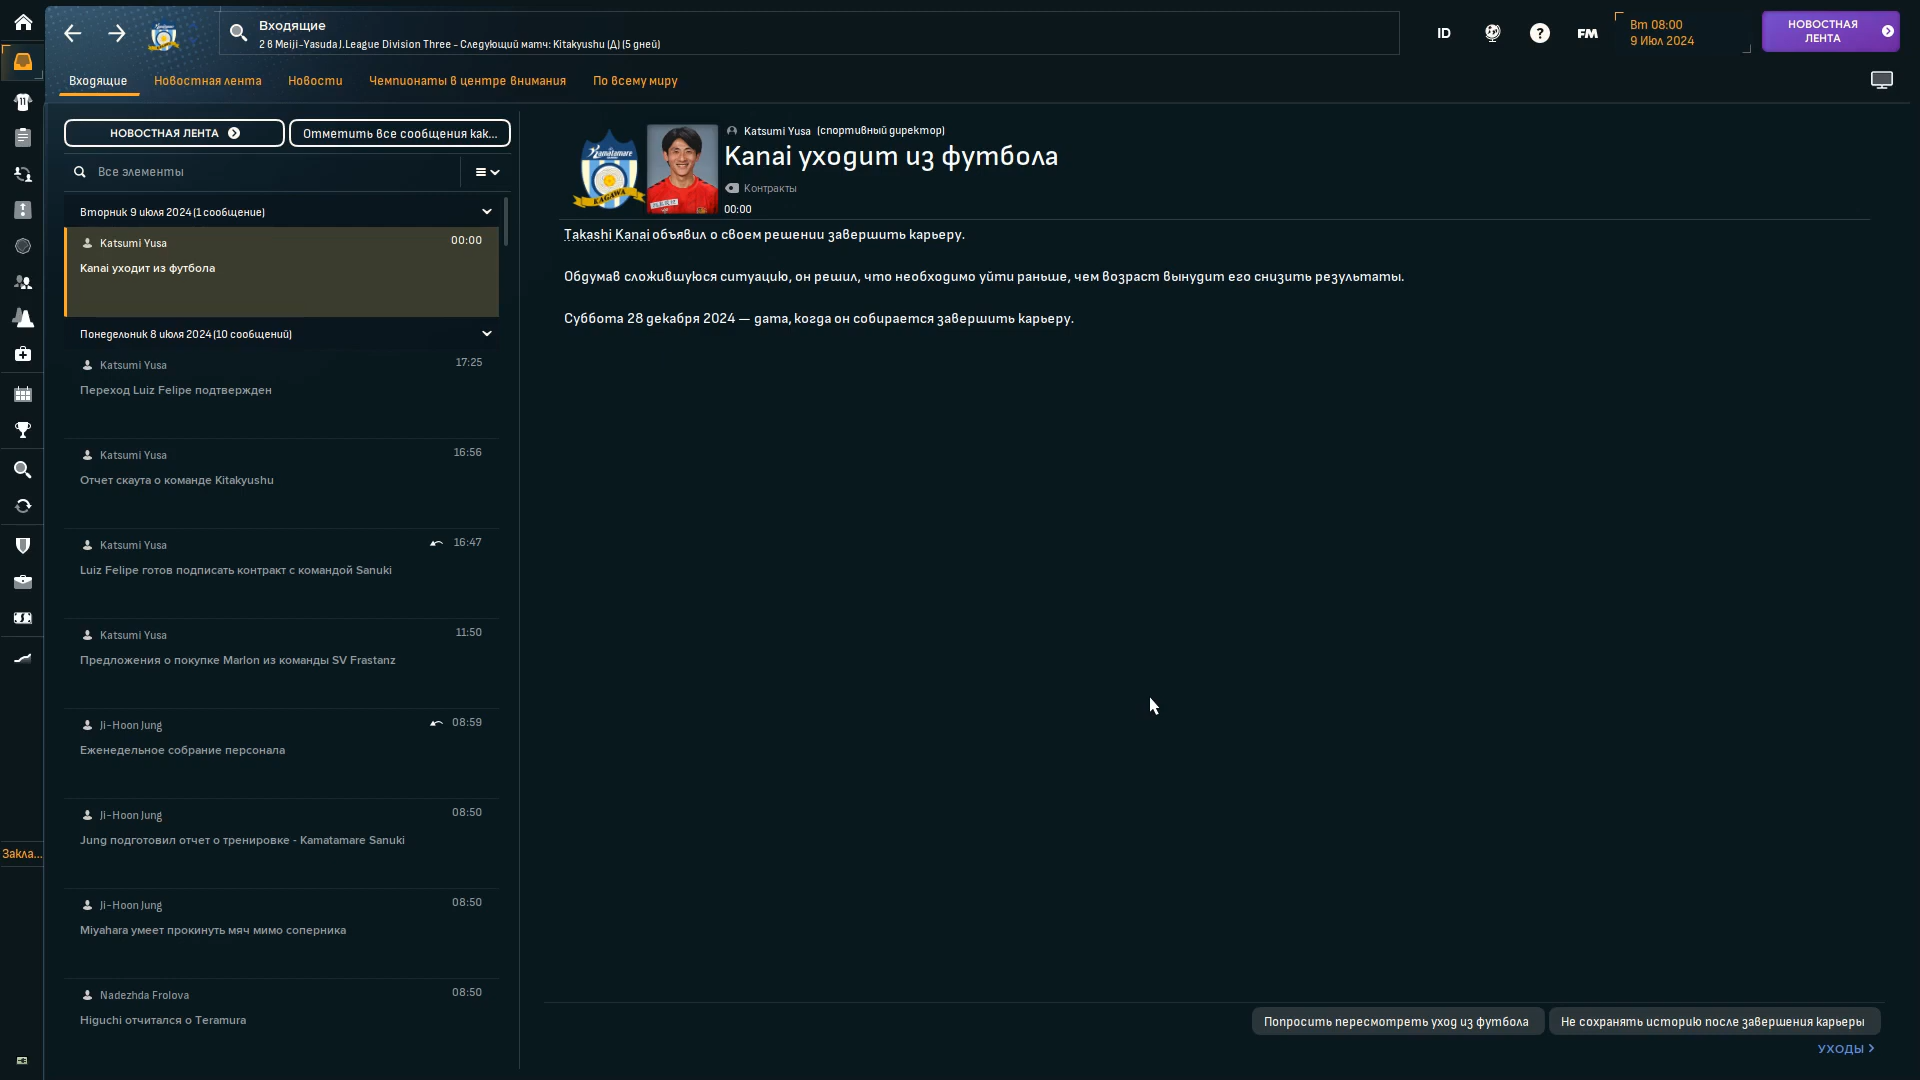 Входящие
2 в Meiji-Yasuda J.League Division Three - Следующий матч: Kitakyushu (Д) (5 дней)
ID
?
FM
Вт 08:00
9 Июл 2024
НОВОСТНАЯ
ЛЕНТА
Входящие
Новостная лента
Новости
Чемпионаты в центре внимания
По всему миру
11
НОВОСТНАЯ ЛЕНТА
Отметить все сообщения как...
Все элементы
Вторник 9 июля 2024 (1 сообщение)
Katsumi Yusa
00:00
Kanai уходит из футбола
Понедельник 8 июля 2024 (10 сообщений)
Katsumi Yusa
17:25
Переход Luiz Felipe подтвержден
Katsumi Yusa
16:56
Отчет скаута о команде Kitakyushu
Katsumi Yusa
16:47
Luiz Felipe готов подписать контракт с командой Sanuki
Katsumi Yusa
11:50
Предложения о покупке Marlon из команды SV Frastanz
Ji-Hoon Jung
08:59
Еженедельное собрание персонала
Ji-Hoon Jung
08:50
Jung подготовил отчет о тренировке - Kamatamare Sanuki
Ji-Hoon Jung
08:50
Miyahara умеет прокинуть мяч мимо соперника
Nadezhda Frolova
08:50
Higuchi отчитался о Teramura
Закла...
Kamatamare
KAGAWA
Katsumi Yusa (спортивный директор)
Kanai уходит из футбола
Контракты
00:00
Takashi Kanai объявил о своем решении завершить карьеру.
Обдумав сложившуюся ситуацию, он решил, что необходимо уйти раньше, чем возраст вынудит его снизить результаты.
Суббота 28 декабря 2024 — дата, когда он собирается завершить карьеру.
Попросить пересмотреть уход из футбола
Не сохранять историю после завершения карьеры
УХОДЫ